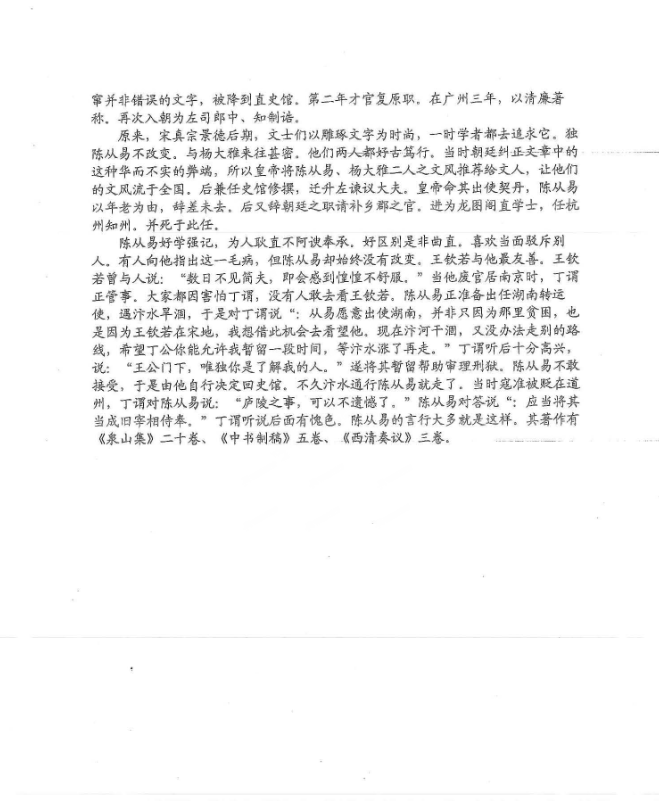 窜并非错误的文字，被降到直史馆。第二年才官复原职。在广州三年，以清廉著
称。再次入朝为左司郎中、知制诰。
原来，宋真宗景德后期，文士们以雕琢文字为时尚，一时学者都去追求它。独
陈从易不改变。与杨大雅来往甚密。他们两人都好古笃行。当时朝廷纠正文章中的
这种华而不实的弊端，所以皇帝将陈从易、杨大雅二人之文风推荐给文人，让他们
的文风流于全国。后兼任史馆修撰，迁升左谏议大夫。皇帝命其出使契丹，陈从易
以年老为由，辞差未去。后又辞朝廷之职请补乡郡之官。进为龙图阁直学士，任杭
州知州。并死于此任。
陈从易好学强记，为人耿直不阿谀奉承。好区别是非曲直。喜欢当面驳斥别
人。有人向他指出这一毛病，但陈从易却始终没有改变。王钦若与他最友善。王钦
若曾与人说：“数日不见简夫，即会感到惶惶不舒服。”当他废官居南京时，丁谓
正管事。大家都因害怕丁谓，没有人敢去看王钦若。陈从易正准备出任湖南转运
使，遇汴水旱涸，于是对丁谓说“：从易愿意出使湖南，并非只因为那里贫困，也
是因为王钦若在宋地，我想借此机会去看望他。现在汴河干涸，又没办法走别的路
线，希望丁公你能允许我暂留一段时间，等汴水涨了再走。”丁谓听后十分高兴，
说：“王公门下，唯独你是了解我的人。”遂将其暂留帮助审理刑狱。陈从易不敢
接受，于是由他自行决定回史馆。不久汴水通行陈从易就走了。当时寇准被贬在道
州，丁谓对陈从易说：“庐陵之事，可以不遗憾了。”陈从易对答说“：应当将其
当成旧宰相侍奉。”丁谓听说后面有愧色。陈从易的言行大多就是这样。其著作有
《泉山集》二十卷、《中书制稿》五卷、《西清奏议》三卷。